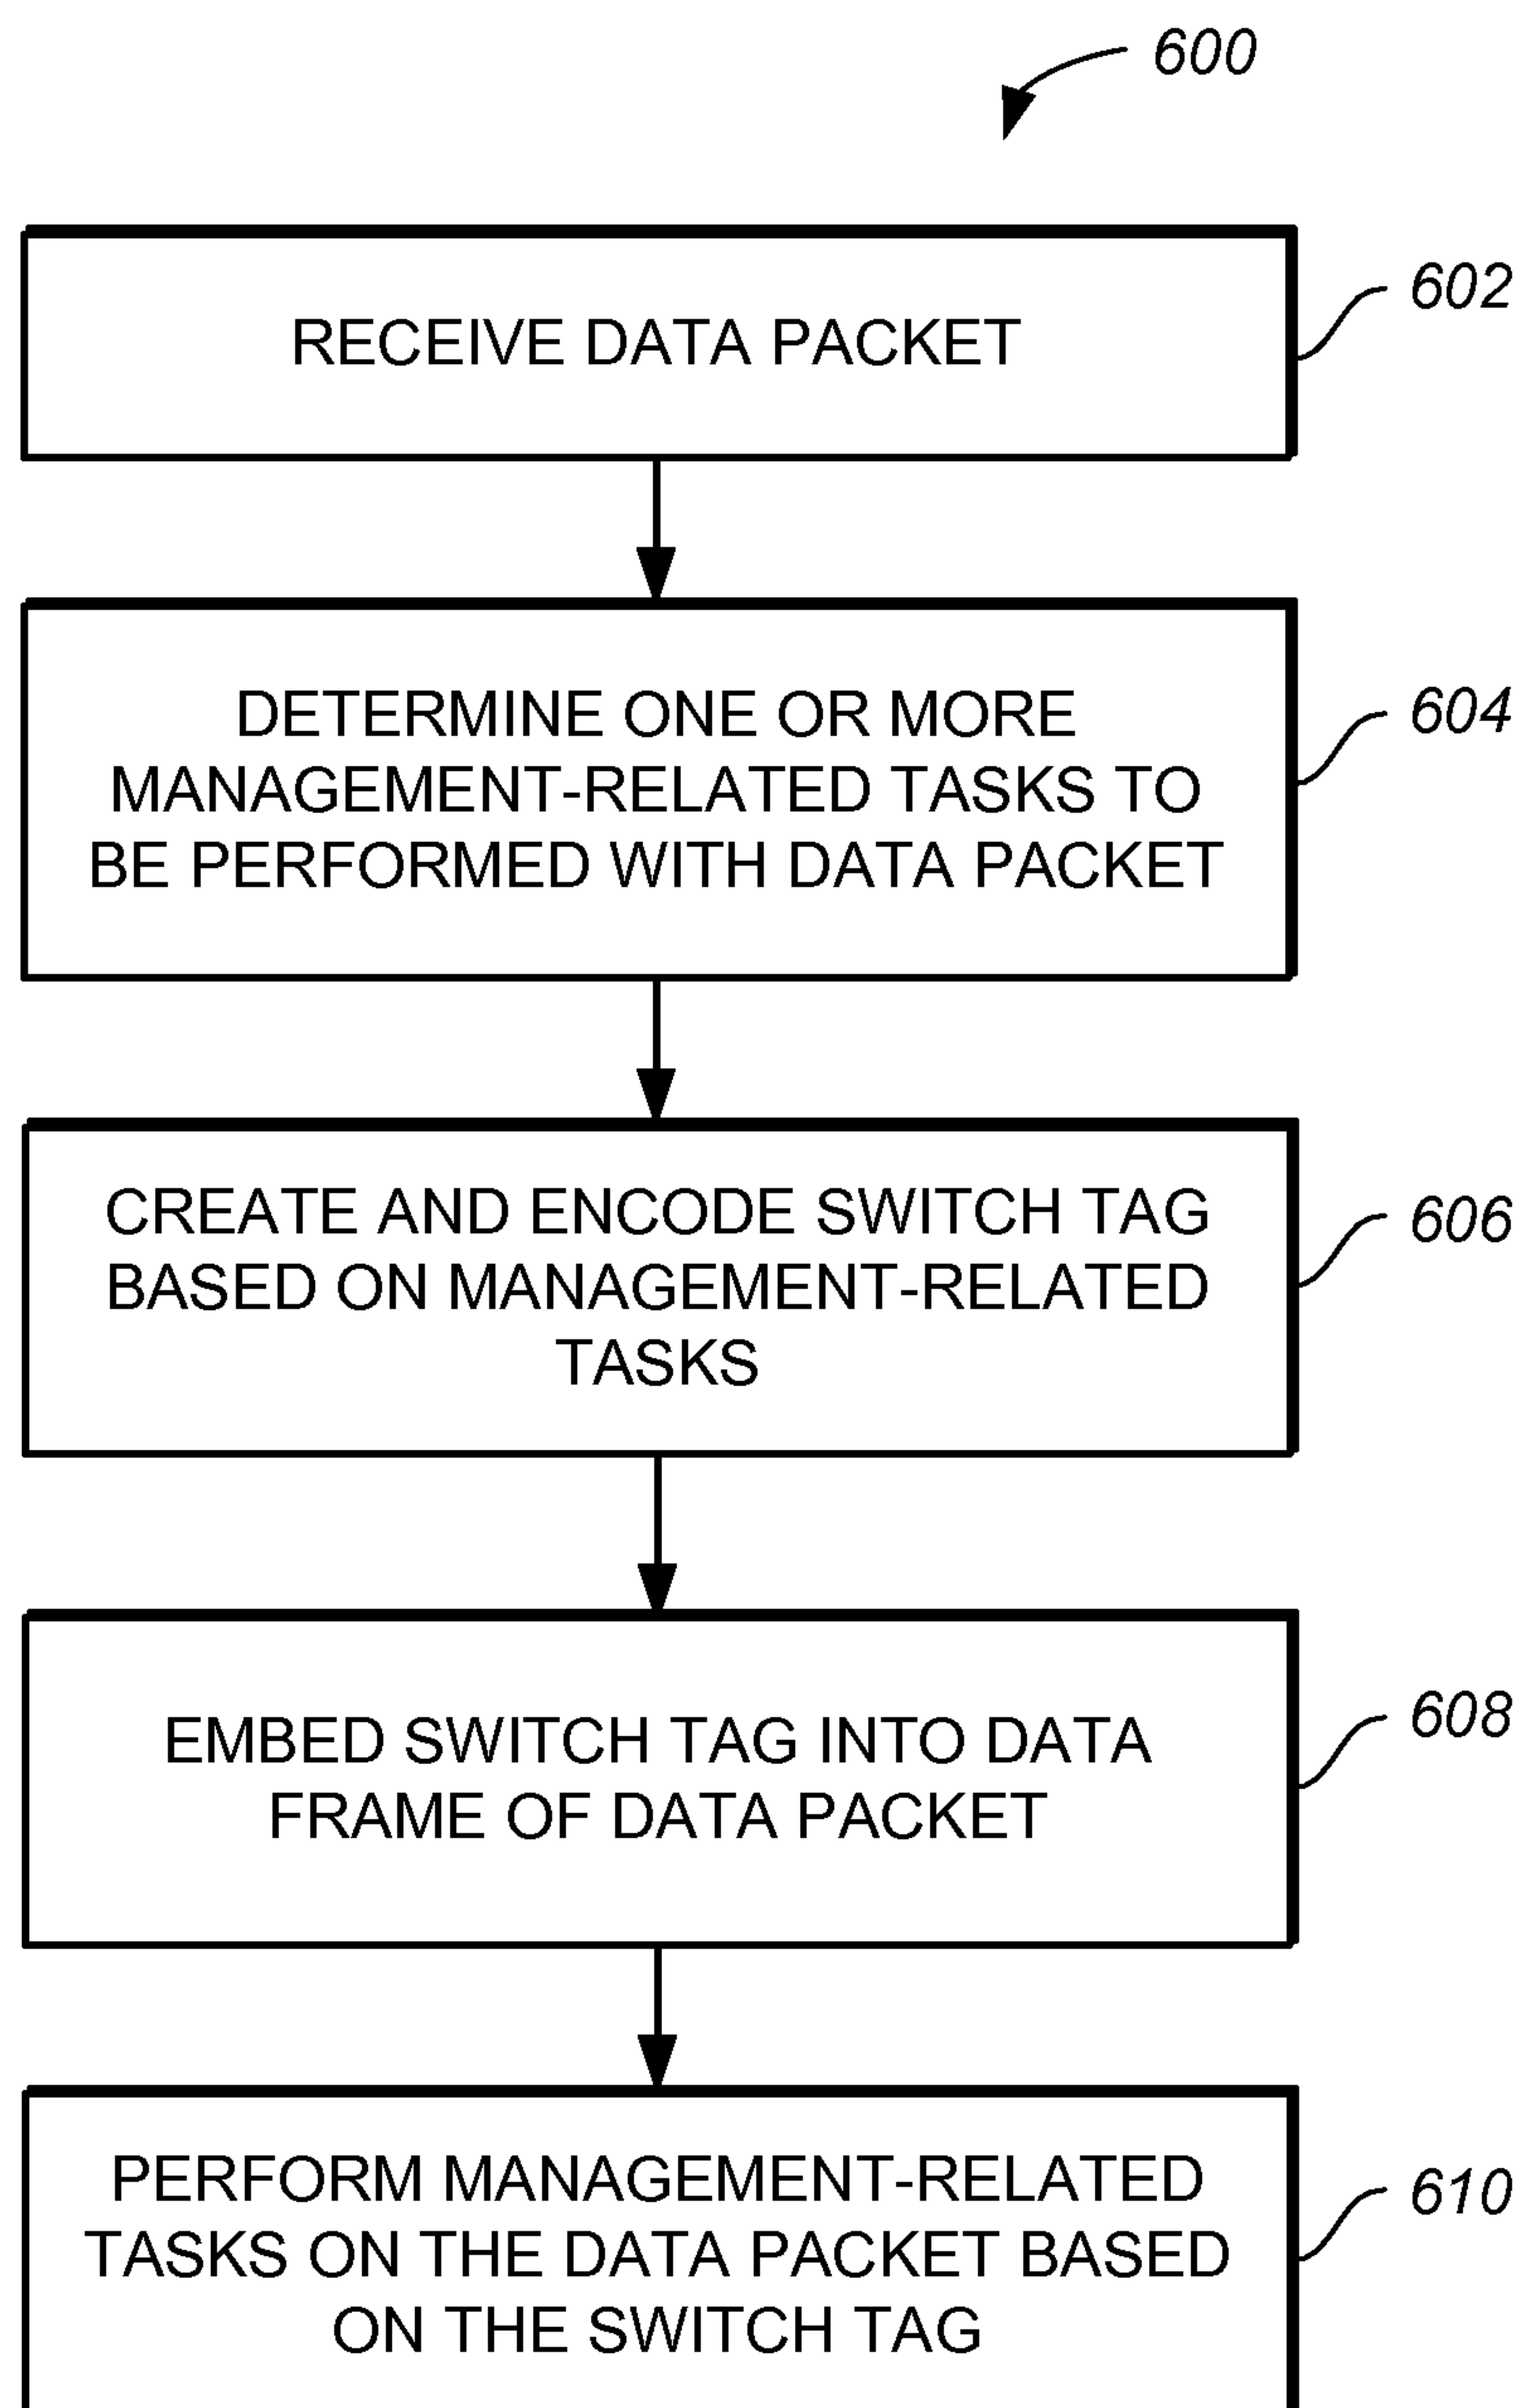 600
RECEIVE DATA PACKET
602
DETERMINE ONE OR MORE
MANAGEMENT-RELATED TASKS TO
BE PERFORMED WITH DATA PACKET
604
CREATE AND ENCODE SWITCH TAG
BASED ON MANAGEMENT-RELATED
TASKS
606
EMBED SWITCH TAG INTO DATA
FRAME OF DATA PACKET
608
PERFORM MANAGEMENT-RELATED
TASKS ON THE DATA PACKET BASED
ON THE SWITCH TAG
610